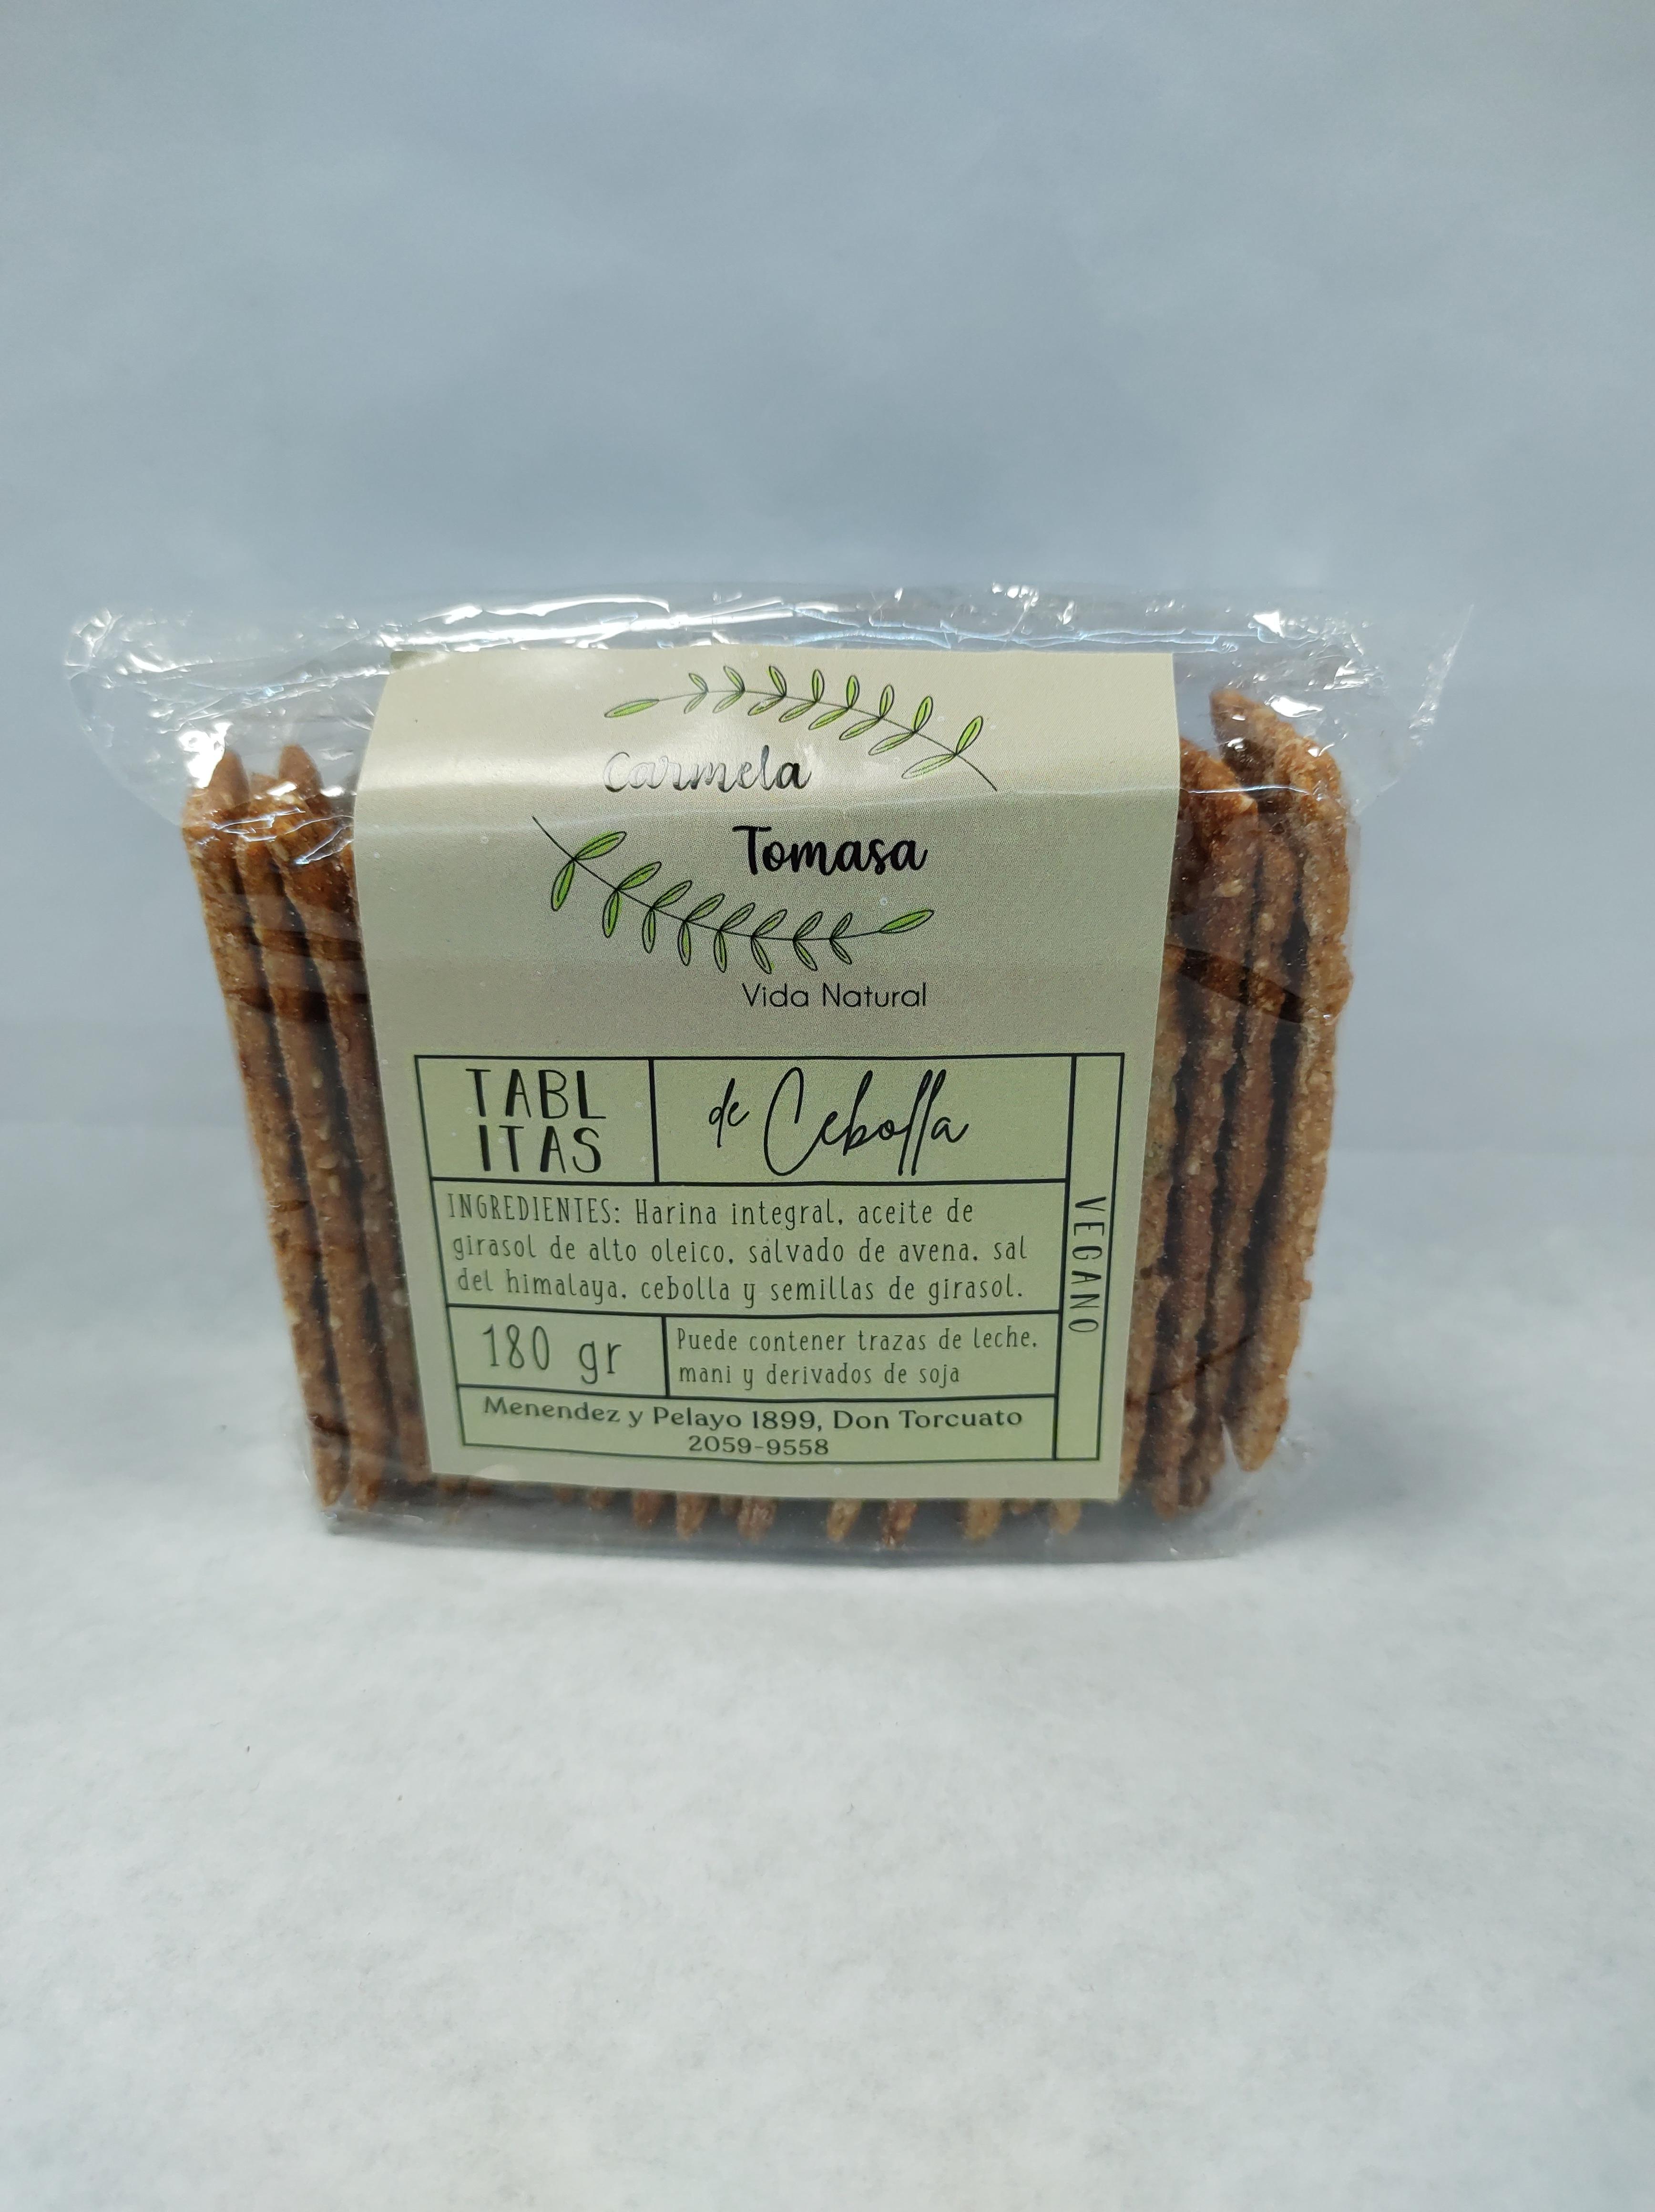 Carmela
Tomasa
Vida Natural
TABL
ITAS
de Cebolla
INGREDIENTES: Harina integral, aceite de
girasol de alto oleico, salvado de avena, sal
del himalaya, cebolla y semillas de girasol.
180 gr
Puede contener trazas de leche,
mani y derivados de soja
Menendez y Pelayo 1899, Don Torcuato
2059-9558
VEGANO